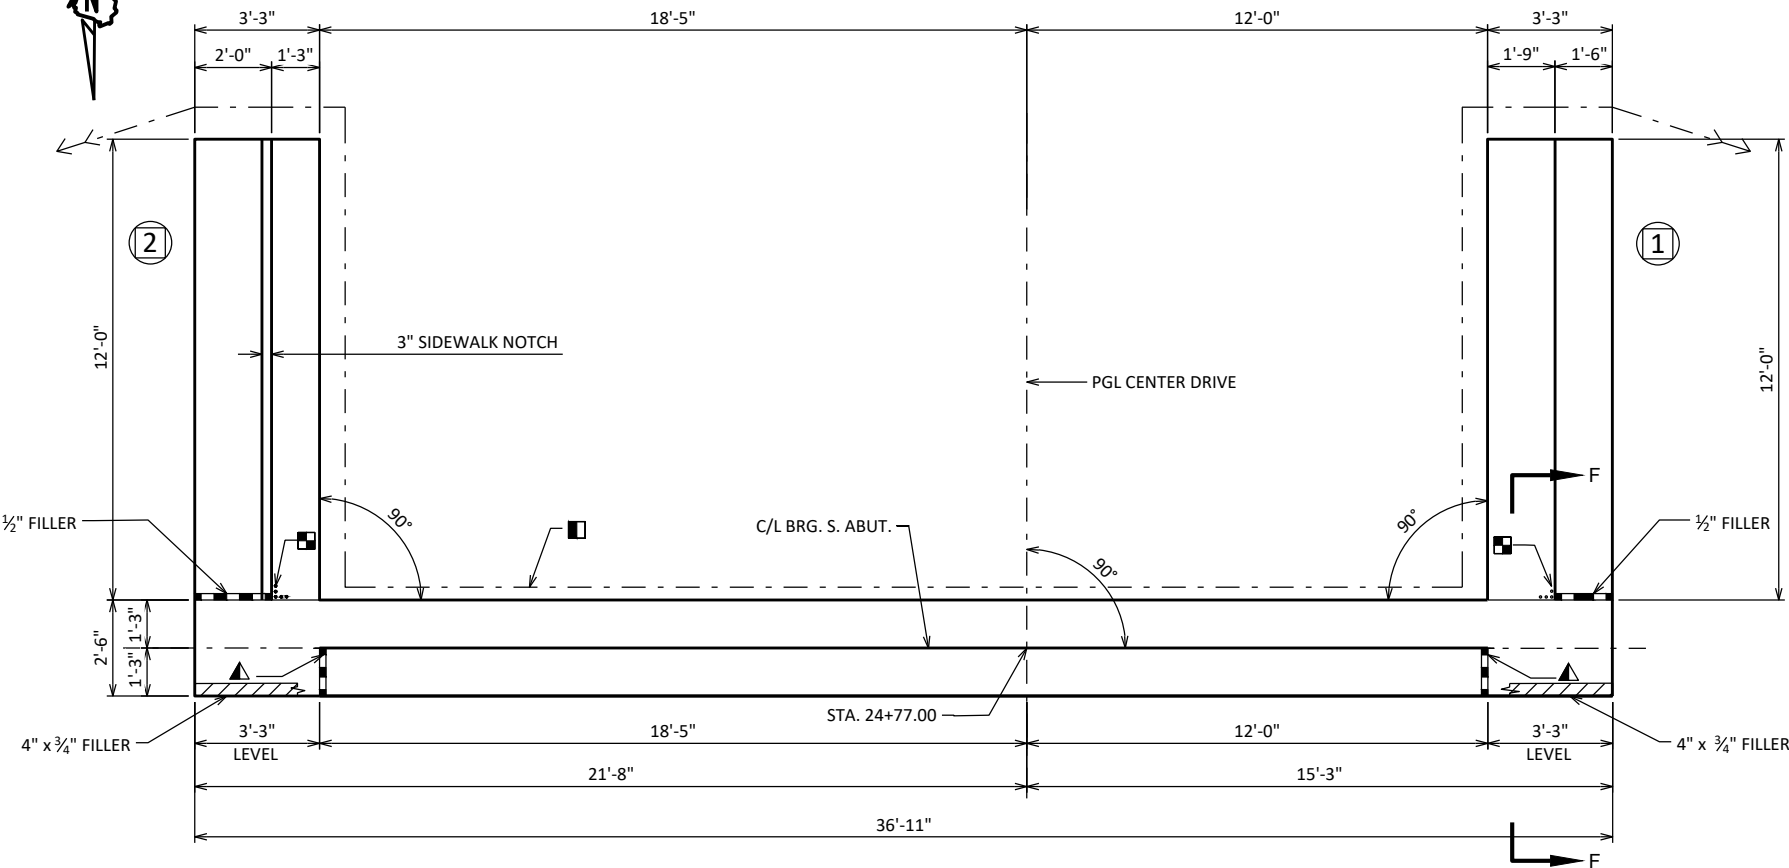 N
3'-3"
18'-5"
12'-0"
3'-3"
2'-0"
1'-3"
1'-9"
1'-6"
2
1
12'-0"
3" SIDEWALK NOTCH
PGL CENTER DRIVE
12'-0"
F
½" FILLER
90°
C/L BRG. S. ABUT.
90°
90°
½" FILLER
2'-6"
1'-3"
1'-3"
STA. 24+77.00
4" x ¾" FILLER
3'-3"
LEVEL
18'-5"
12'-0"
3'-3"
LEVEL
4" x ¾" FILLER
21'-8"
15'-3"
36'-11"
F